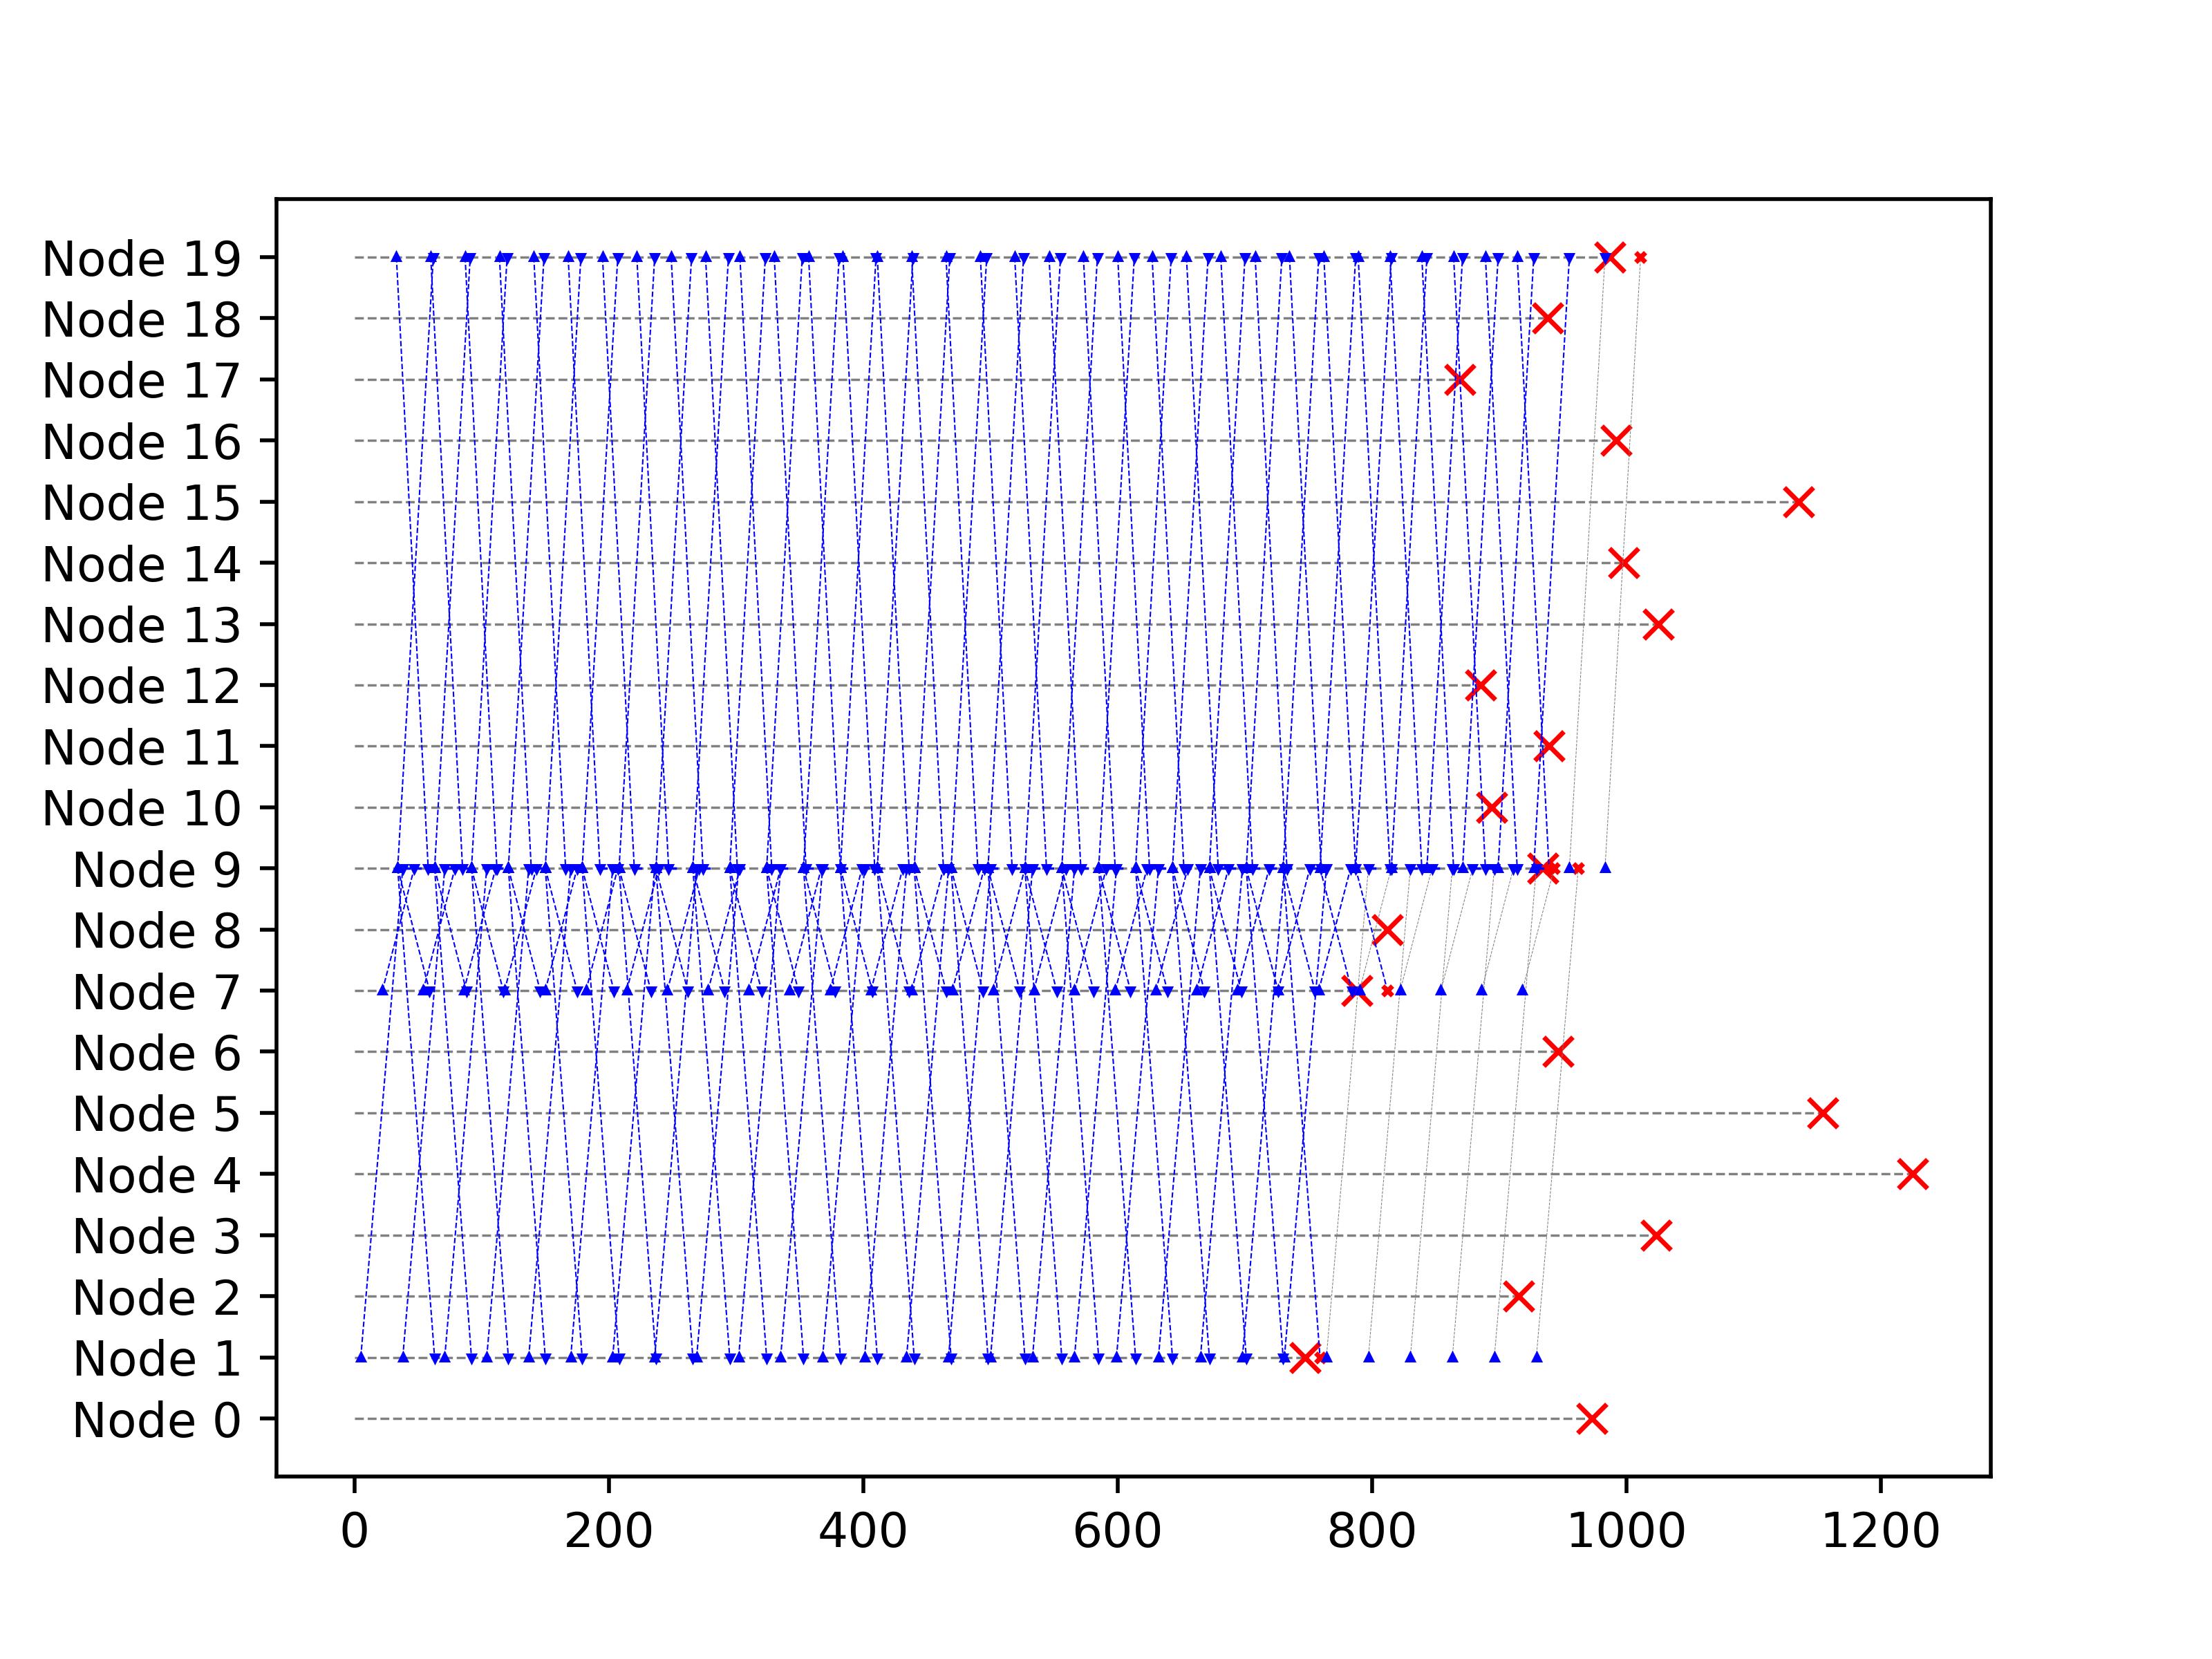 Node 19
Node 18
Node 17
Node 16
Node 15
Node 14
Node 13
Node 12
Node 11
Node 10
Node 9
Node 8
Node 7
Node 6
Node 5
Node 4
Node 3
Node 2
Node 1
Node 0
0 200 400 600 800 1000 1200